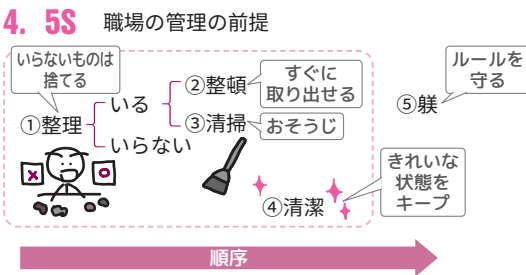 4. 5S 職場の管理の前提
いらないものは
捨てる
①整理
いる
いらない
②整頓
すぐに
取り出せる
③清掃
おそうじ
×
○
④清潔
きれいな
状態を
キープ
⑤躾
ルールを
守る
順序